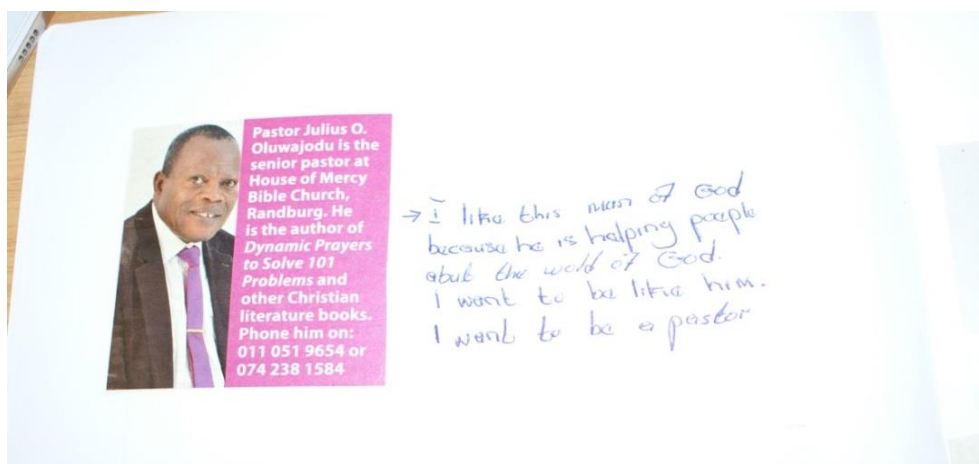 Pastor Julius O.
Oluwajodu is the
senior pastor at
House of Mercy
Bible Church,
Randburg. He
is the author of
Dynamic Prayers
to Solve 101
Problems and
other Christian
literature books.
Phone him on:
011 051 9654 or
074 238 1584
→ I like this man of God
because he is helping people
abut the wold of God.
I want to be like him.
I want to be a pastor